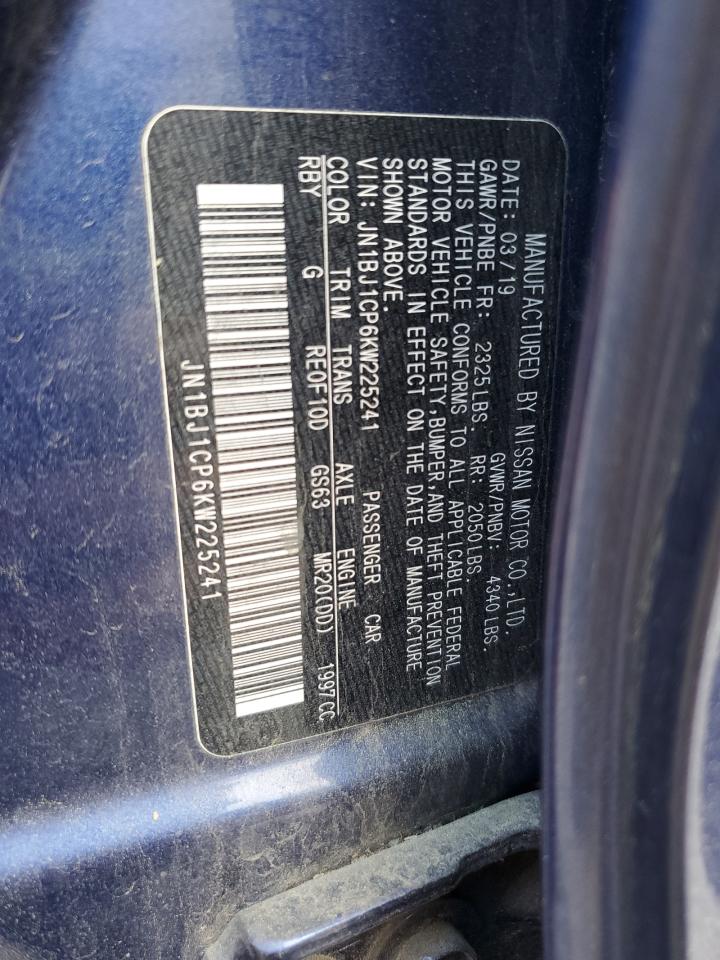 MANUFACTURED BY NISSAN MOTOR CO.,LTD.
DATE: 03/19 GVWR/PNBV: 4340LBS.
GAWR/PNBE FR: 2325LBS. RR: 2050LBS.
THIS VEHICLE CONFORMS TO ALL APPLICABLE FEDERAL
MOTOR VEHICLE SAFETY,BUMPER,AND THEFT PREVENTION
STANDARDS IN EFFECT ON THE DATE OF MANUFACTURE
SHOWN ABOVE.
VIN: JN1BJ1CP6KW225241 PASSENGER CAR
COLOR TRIM TRANS AXLE ENGINE
RBY G RE0F10D GS63 MR20(DD) 1997CC
JN1BJ1CP6KW225241